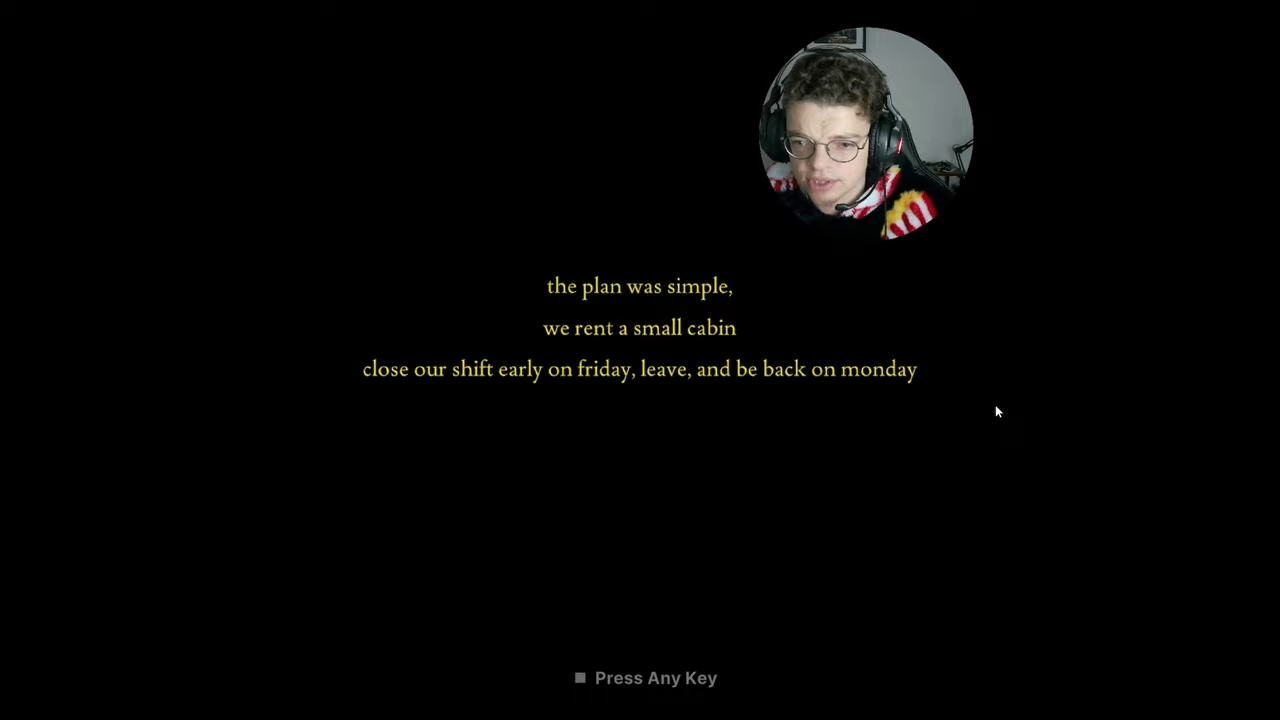 the plan was simple,
we rent a small cabin
close our shift early on friday, leave, and be back on monday
Press Any Key